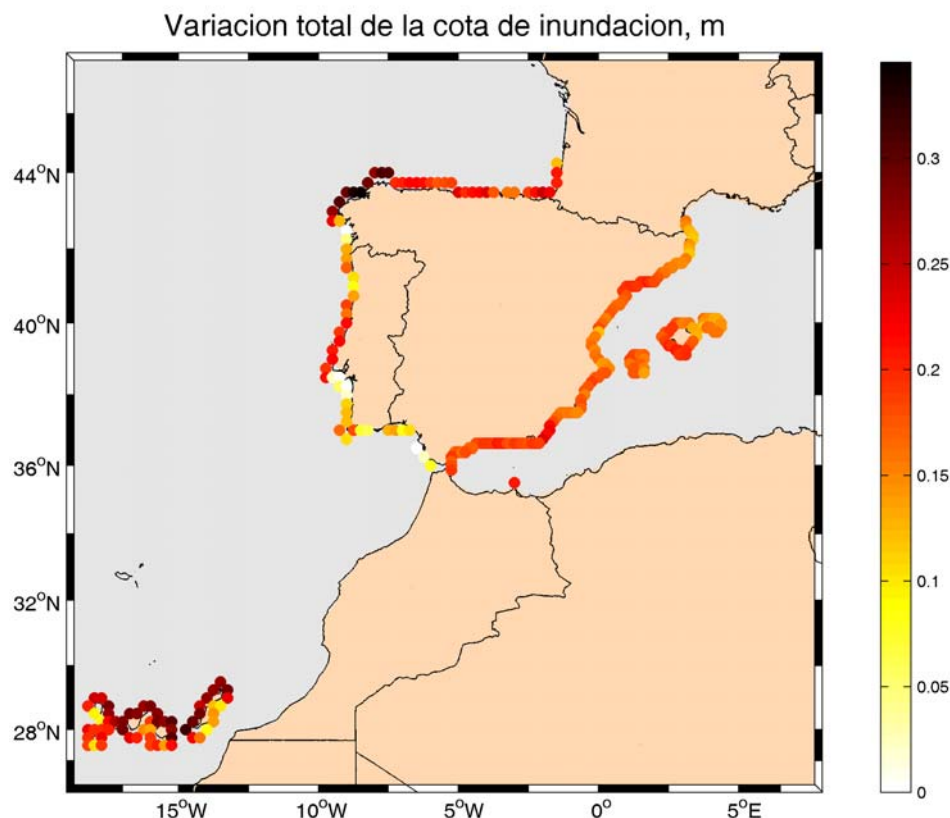 Variacion total de la cota de inundacion, m
44°N
40°N
36°N
32°N
28°N
15°W
10°W
5°W
0°
5°E
0.3
0.25
0.2
0.15
0.1
0.05
0